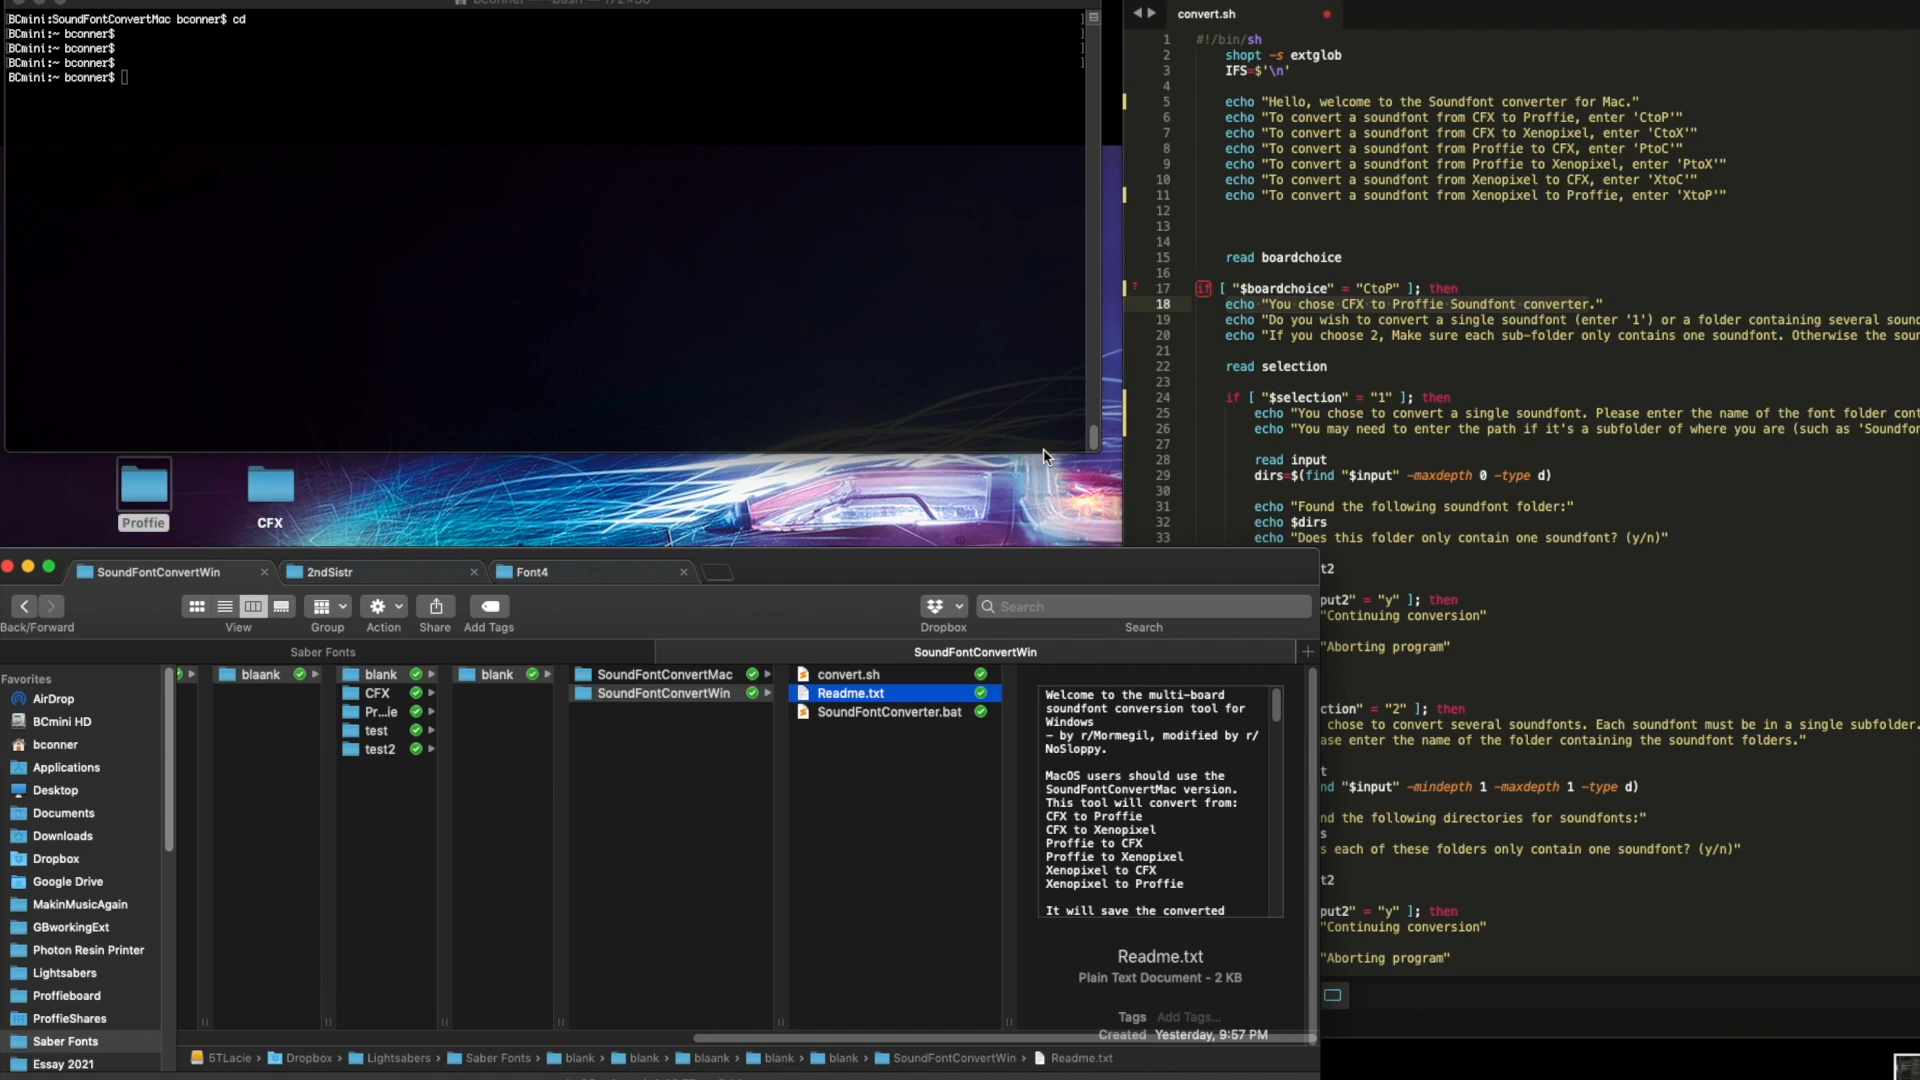 BCmini:SoundFontConvertMac bconner$ cd
BCmini:~ bconner$
BCmini:~ bconner$
BCmini:~ bconner$
BCmini:~ bconner$
Proffie
CFX
convert.sh
1 #!/bin/sh
2 shopt -s extglob
3 IFS=$'\n'
4
5 echo "Hello, welcome to the Soundfont converter for Mac."
6 echo "To convert a soundfont from CFX to Proffie, enter 'CtoP'"
7 echo "To convert a soundfont from CFX to Xenopixel, enter 'CtoX'"
8 echo "To convert a soundfont from Proffie to CFX, enter 'PtoC'"
9 echo "To convert a soundfont from Proffie to Xenopixel, enter 'PtoX'"
10 echo "To convert a soundfont from Xenopixel to CFX, enter 'XtoC'"
11 echo "To convert a soundfont from Xenopixel to Proffie, enter 'XtoP'"
12
13
14
15 read boardchoice
16
17 if [ "$boardchoice" = "CtoP" ]; then
18 echo "You chose CFX to Proffie Soundfont converter."
19 echo "Do you wish to convert a single soundfont (enter '1') or a folder containing several soun
20 echo "If you choose 2, Make sure each sub-folder only contains one soundfont. Otherwise the sou
21
22 read selection
23
24 if [ "$selection" = "1" ]; then
25 echo "You chose to convert a single soundfont. Please enter the name of the font folder con
26 echo "You may need to enter the path if it's a subfolder of where you are (such as 'Soundfon
27
28 read input
29 dirs=$(find "$input" -maxdepth 0 -type d)
30
31 echo "Found the following soundfont folder:"
32 echo $dirs
33 echo "Does this folder only contain one soundfont? (y/n)"
t2
put2" = "y" ]; then
"Continuing conversion"
"Aborting program"
ction" = "2" ]; then
chose to convert several soundfonts. Each soundfont must be in a single subfolder.
ase enter the name of the folder containing the soundfont folders."
t
nd "$input" -mindepth 1 -maxdepth 1 -type d)
nd the following directories for soundfonts:"
s
s each of these folders only contain one soundfont? (y/n)"
t2
put2" = "y" ]; then
"Continuing conversion"
"Aborting program"
SoundFontConvertWin
2ndSistr
Font4
Search
Back/Forward
View
Group
Action
Share
Add Tags
Dropbox
Search
Saber Fonts
SoundFontConvertWin
Favorites
AirDrop
BCmini HD
bconner
Applications
Desktop
Documents
Downloads
Dropbox
Google Drive
MakinMusicAgain
GBworkingExt
Photon Resin Printer
Lightsabers
Proffieboard
ProffieShares
Saber Fonts
Essay 2021
blaank
blank
CFX
Pr...ie
test
test2
blank
SoundFontConvertMac
SoundFontConvertWin
convert.sh
Readme.txt
SoundFontConverter.bat
Welcome to the multi-board
soundfont conversion tool for
Windows
- by r/Mormegil, modified by r/
NoSloppy.
MacOS users should use the
SoundFontConvertMac version.
This tool will convert from:
CFX to Proffie
CFX to Xenopixel
Proffie to CFX
Proffie to Xenopixel
Xenopixel to CFX
Xenopixel to Proffie
It will save the converted
Readme.txt
Plain Text Document - 2 KB
Tags Add Tags...
Created Yesterday, 9:57 PM
5TLacie › Dropbox › Lightsabers › Saber Fonts › blank › blank › blaank › blank › blank › SoundFontConvertWin › Readme.txt